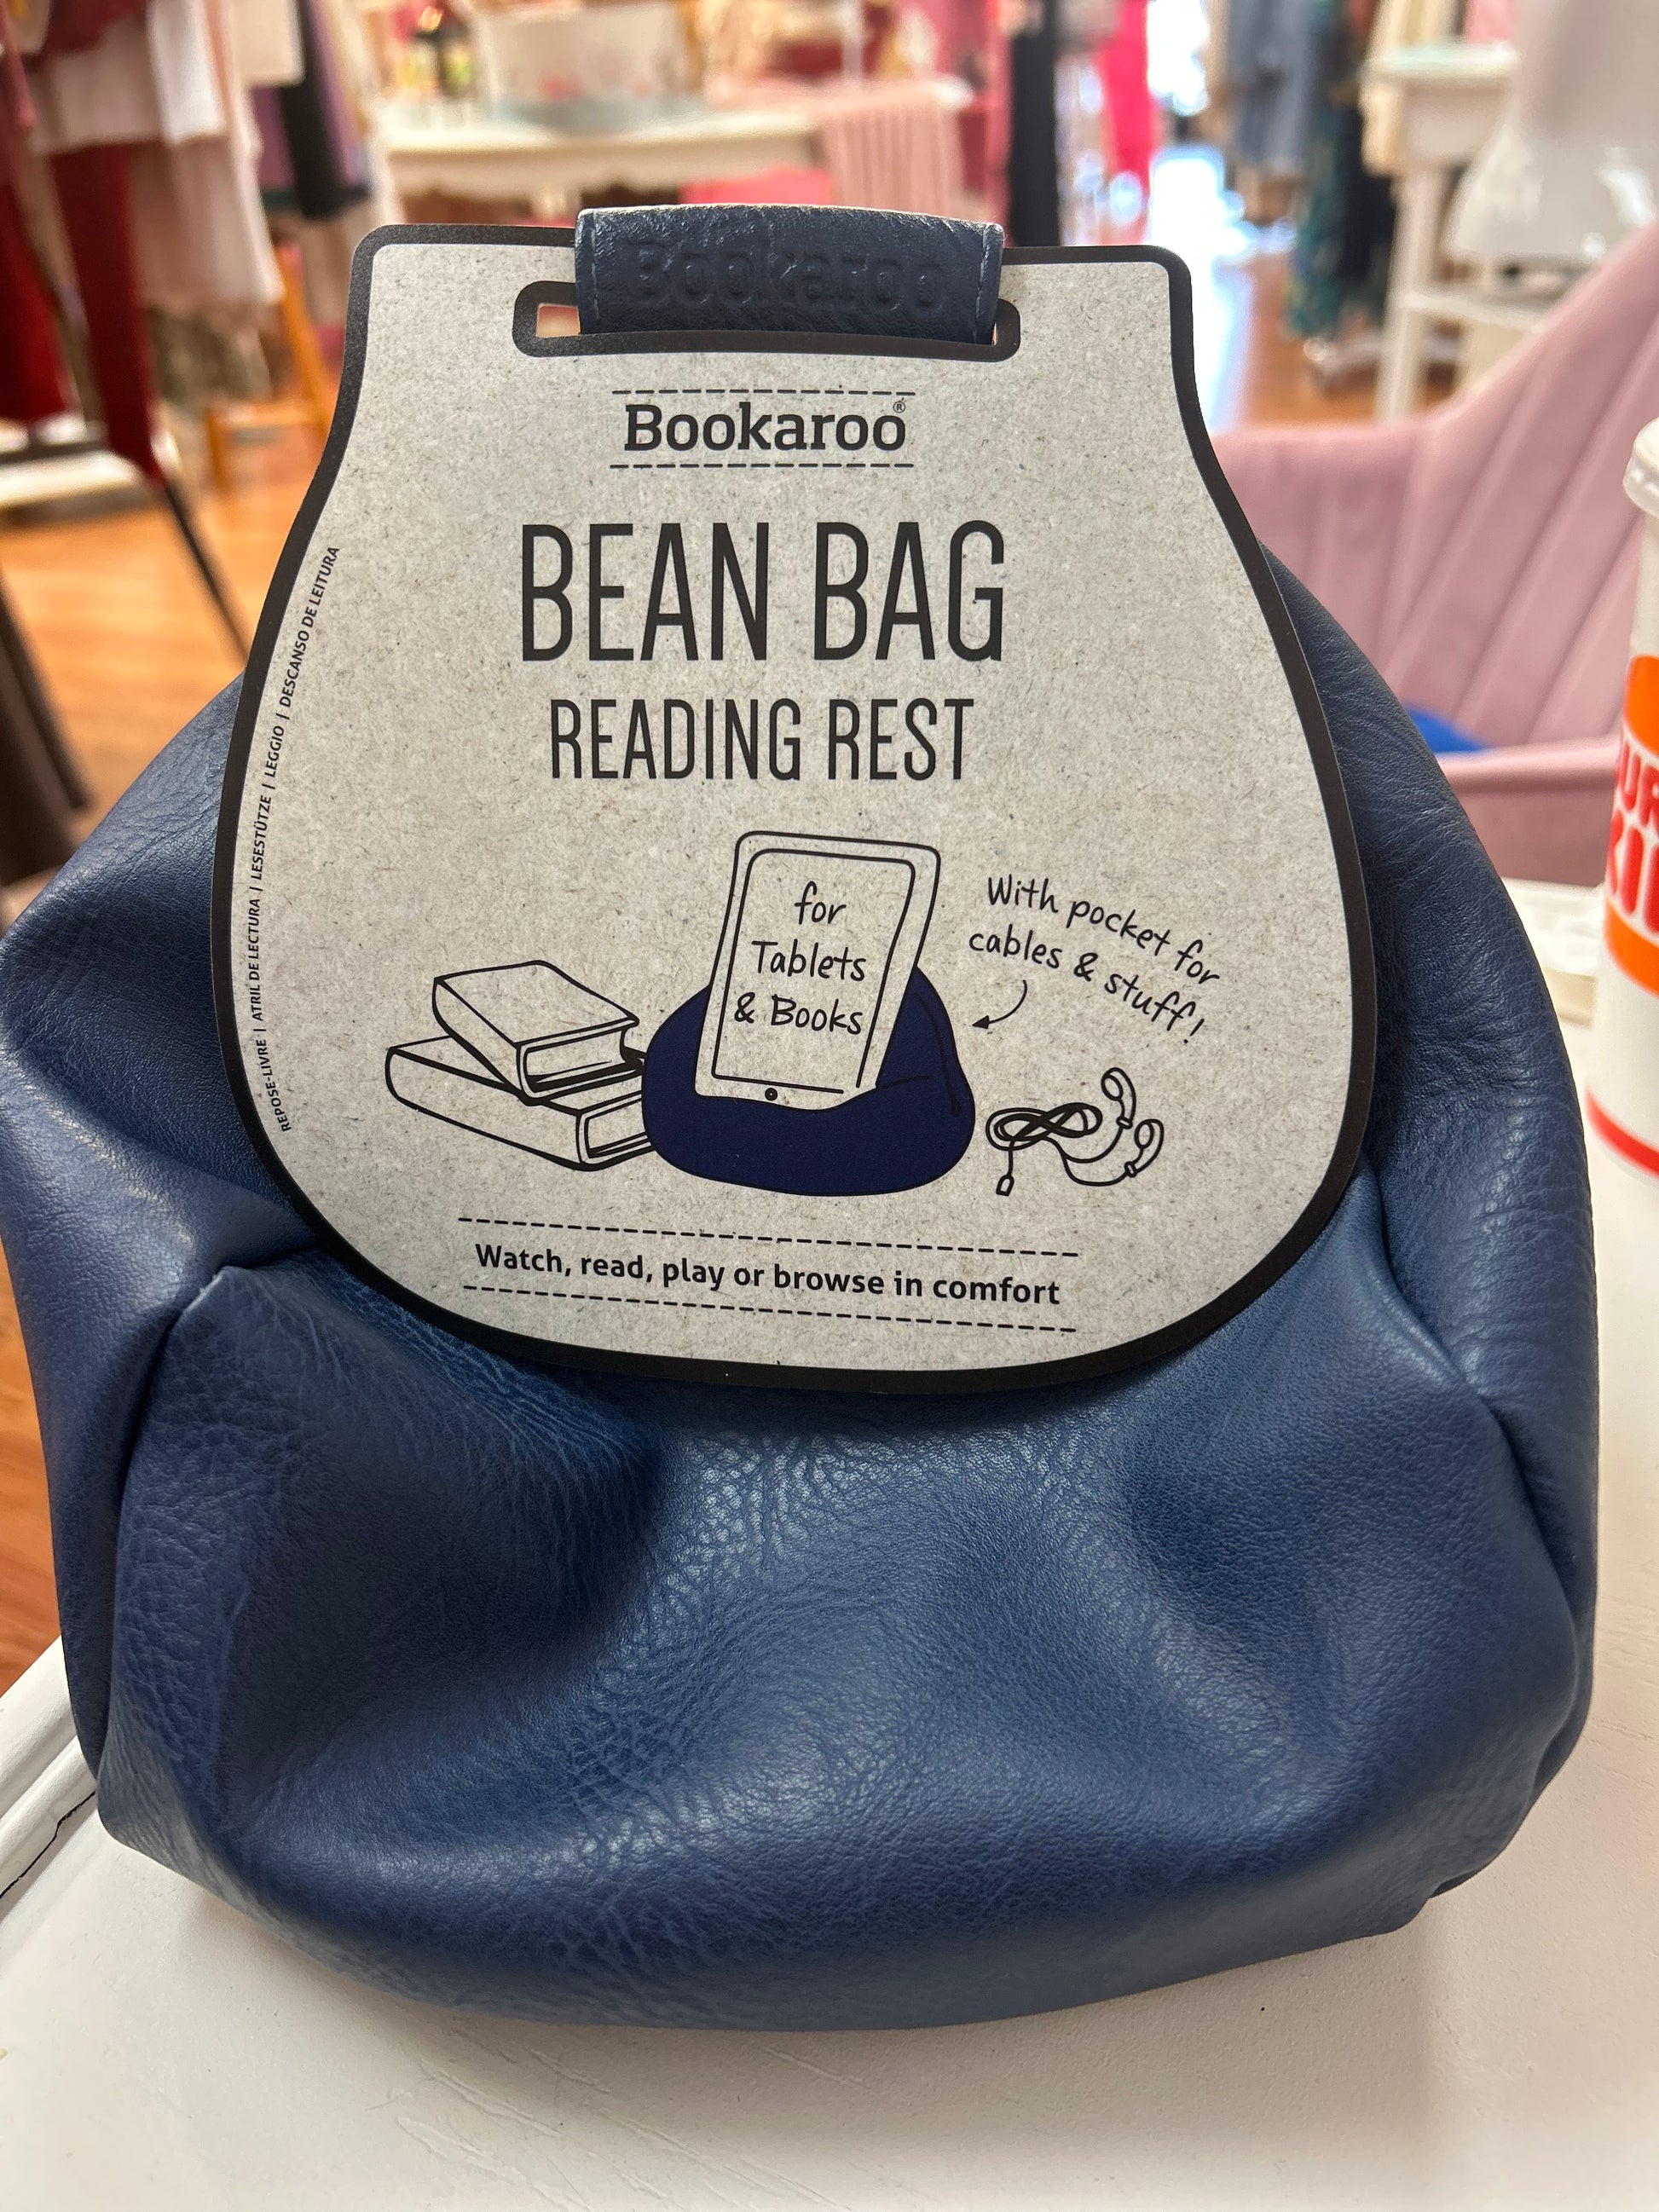 Bookaroo
Bookaroo®
BEAN BAG
READING REST
for
Tablets
& Books
With pocket for
cables & stuff!
Watch, read, play or browse in comfort
REPOSE-LIVRE | ATRIL DE LECTURA | LESESTÜTZE | LEGGIO | DESCANSO DE LEITURA